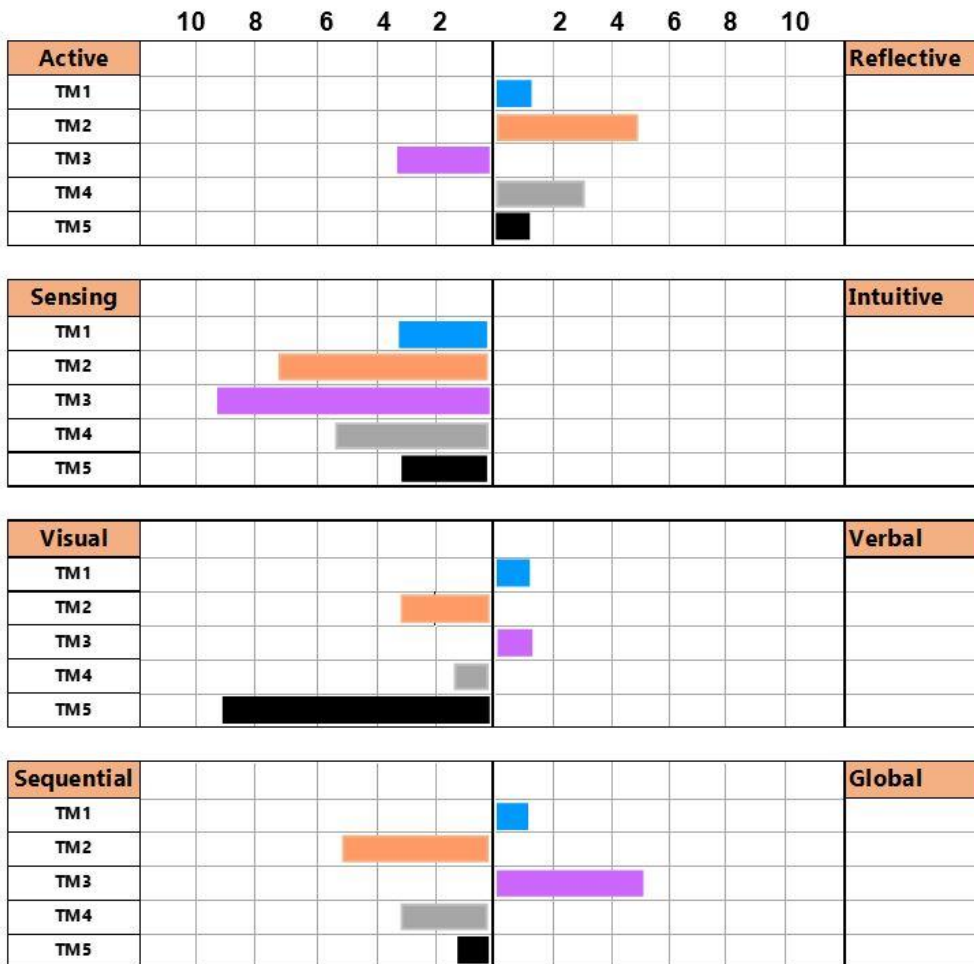 10 8 6 4 2 2 4 6 8 10
Active Reflective
TM1
TM2
TM3
TM4
TM5
Sensing Intuitive
TM1
TM2
TM3
TM4
TM5
Visual Verbal
TM1
TM2
TM3
TM4
TM5
Sequential Global
TM1
TM2
TM3
TM4
TM5